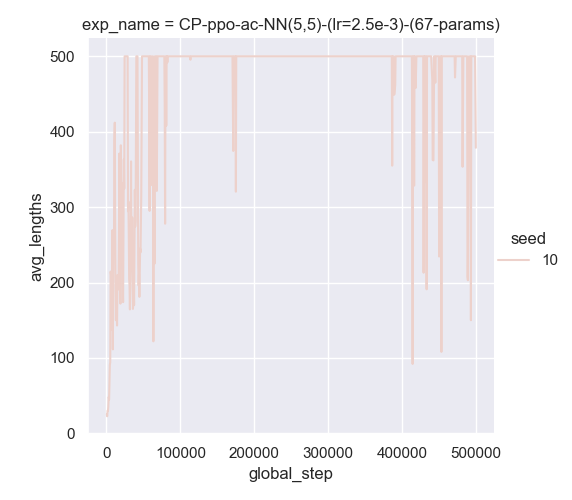 exp_name = CP-ppo-ac-NN(5,5)-(lr=2.5e-3)-(67-params)
500
400
300
200
100
0
avg_lengths
0 100000 200000 300000 400000 500000
global_step
seed
10